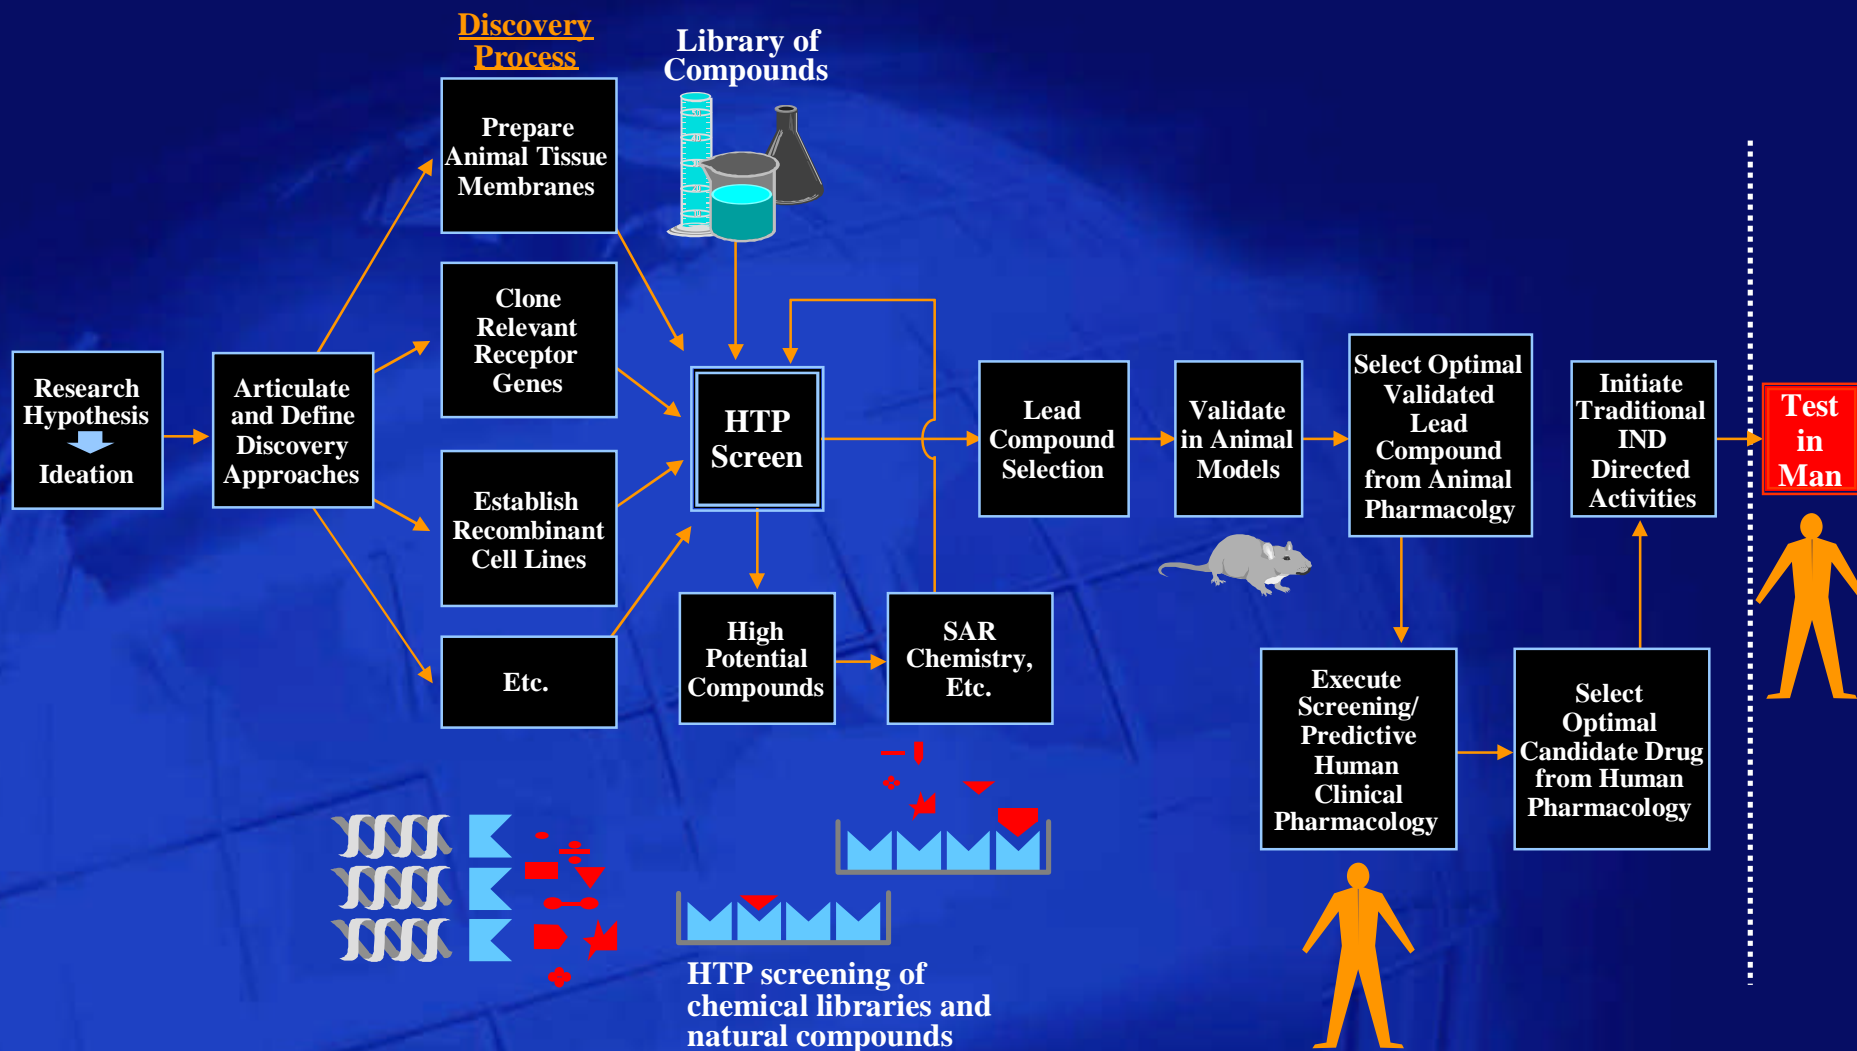 Discovery
Process
Library of
Compounds
Prepare
Animal Tissue
Membranes
Clone
Relevant
Receptor
Genes
Research
Hypothesis
Ideation
Articulate
and Define
Discovery
Approaches
Establish
Recombinant
Cell Lines
Etc.
HTP
Screen
High
Potential
Compounds
SAR
Chemistry,
Etc.
Lead
Compound
Selection
Validate
in Animal
Models
Select Optimal
Validated
Lead
Compound
from Animal
Pharmacolgy
Execute
Screening/
Predictive
Human
Clinical
Pharmacology
Select
Optimal
Candidate Drug
from Human
Pharmacology
Initiate
Traditional
IND
Directed
Activities
Test
in
Man
HTP screening of
chemical libraries and
natural compounds